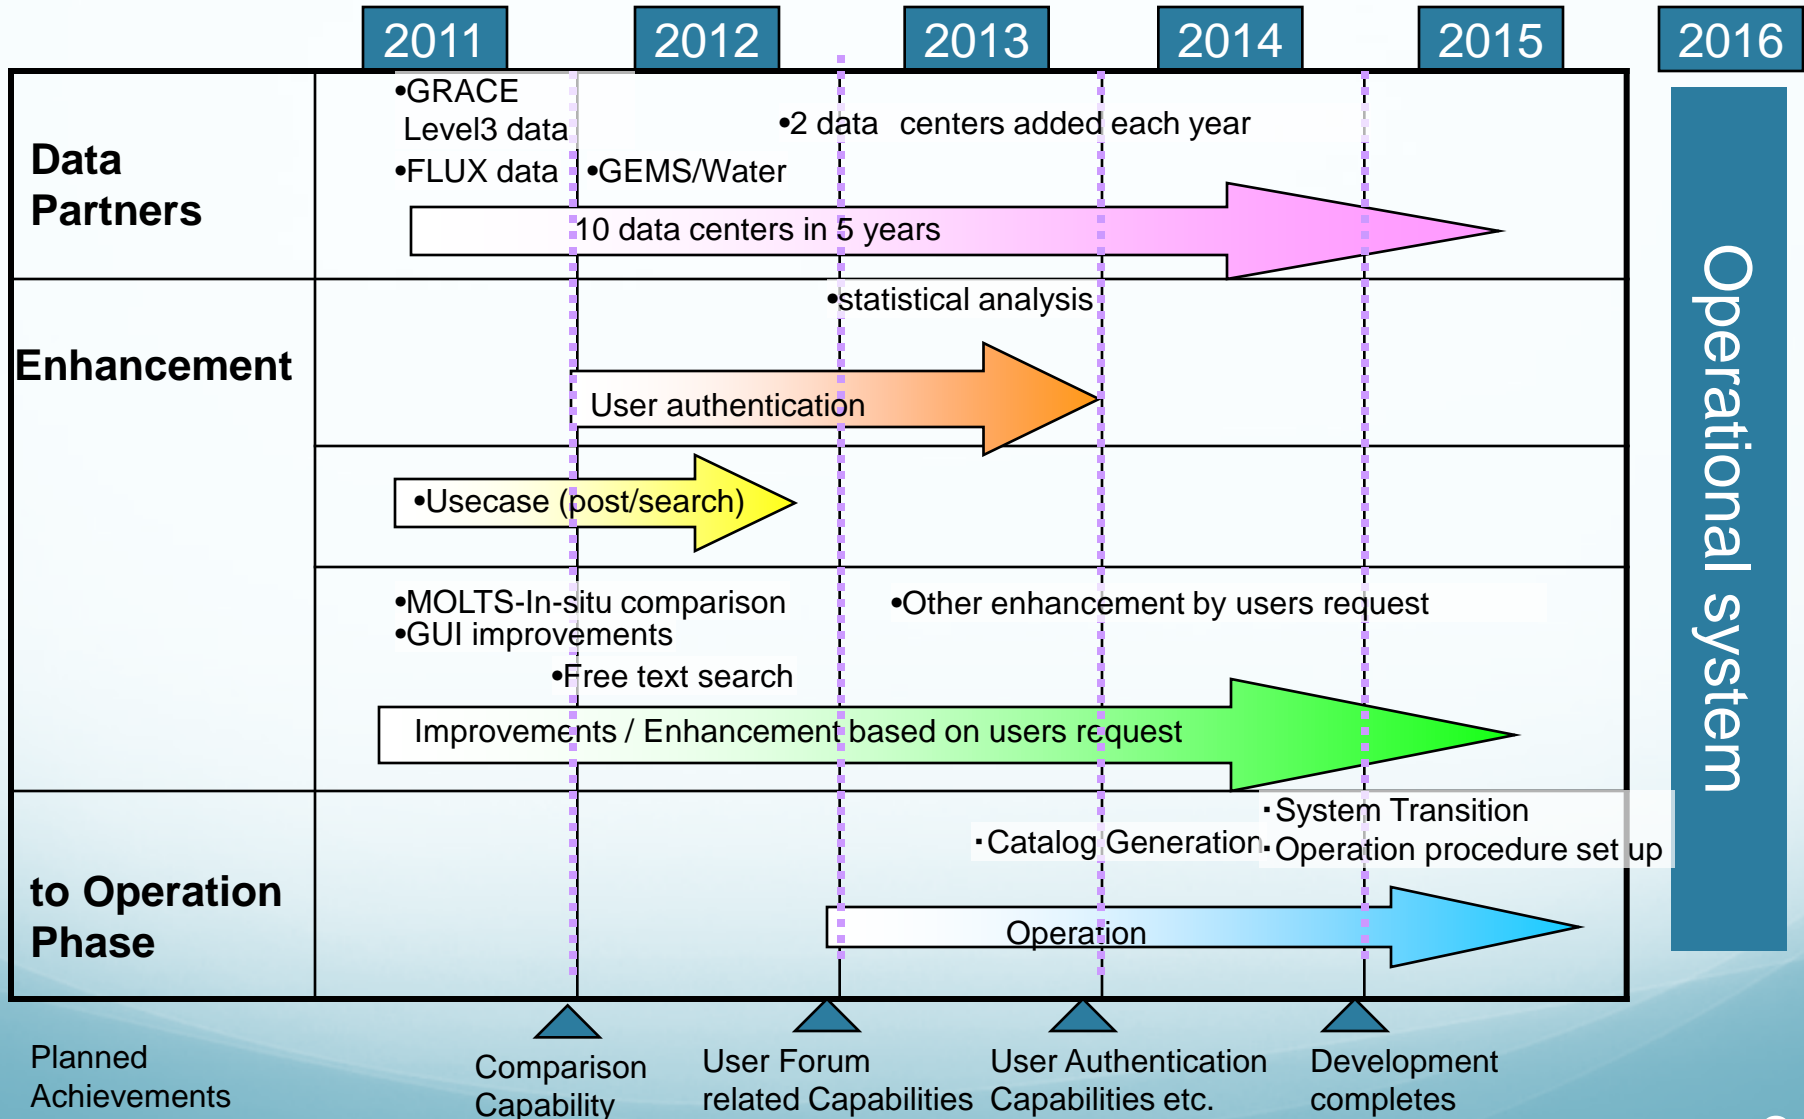 2011 2012 2013 2014 2015 2016
Data
Partners
•GRACE
Level3 data
•FLUX data
•GEMS/Water
•2 data centers added each year
10 data centers in 5 years
Enhancement
•statistical analysis
User authentication
•Usecase (post/search)
•MOLTS-In-situ comparison
•GUI improvements
•Free text search
•Other enhancement by users request
Improvements / Enhancement based on users request
to Operation
Phase
･Catalog Generation
･System Transition
･Operation procedure set up
Operation
Operational system
Planned
Achievements
Comparison
Capability
User Forum
related Capabilities
User Authentication
Capabilities etc.
Development
completes